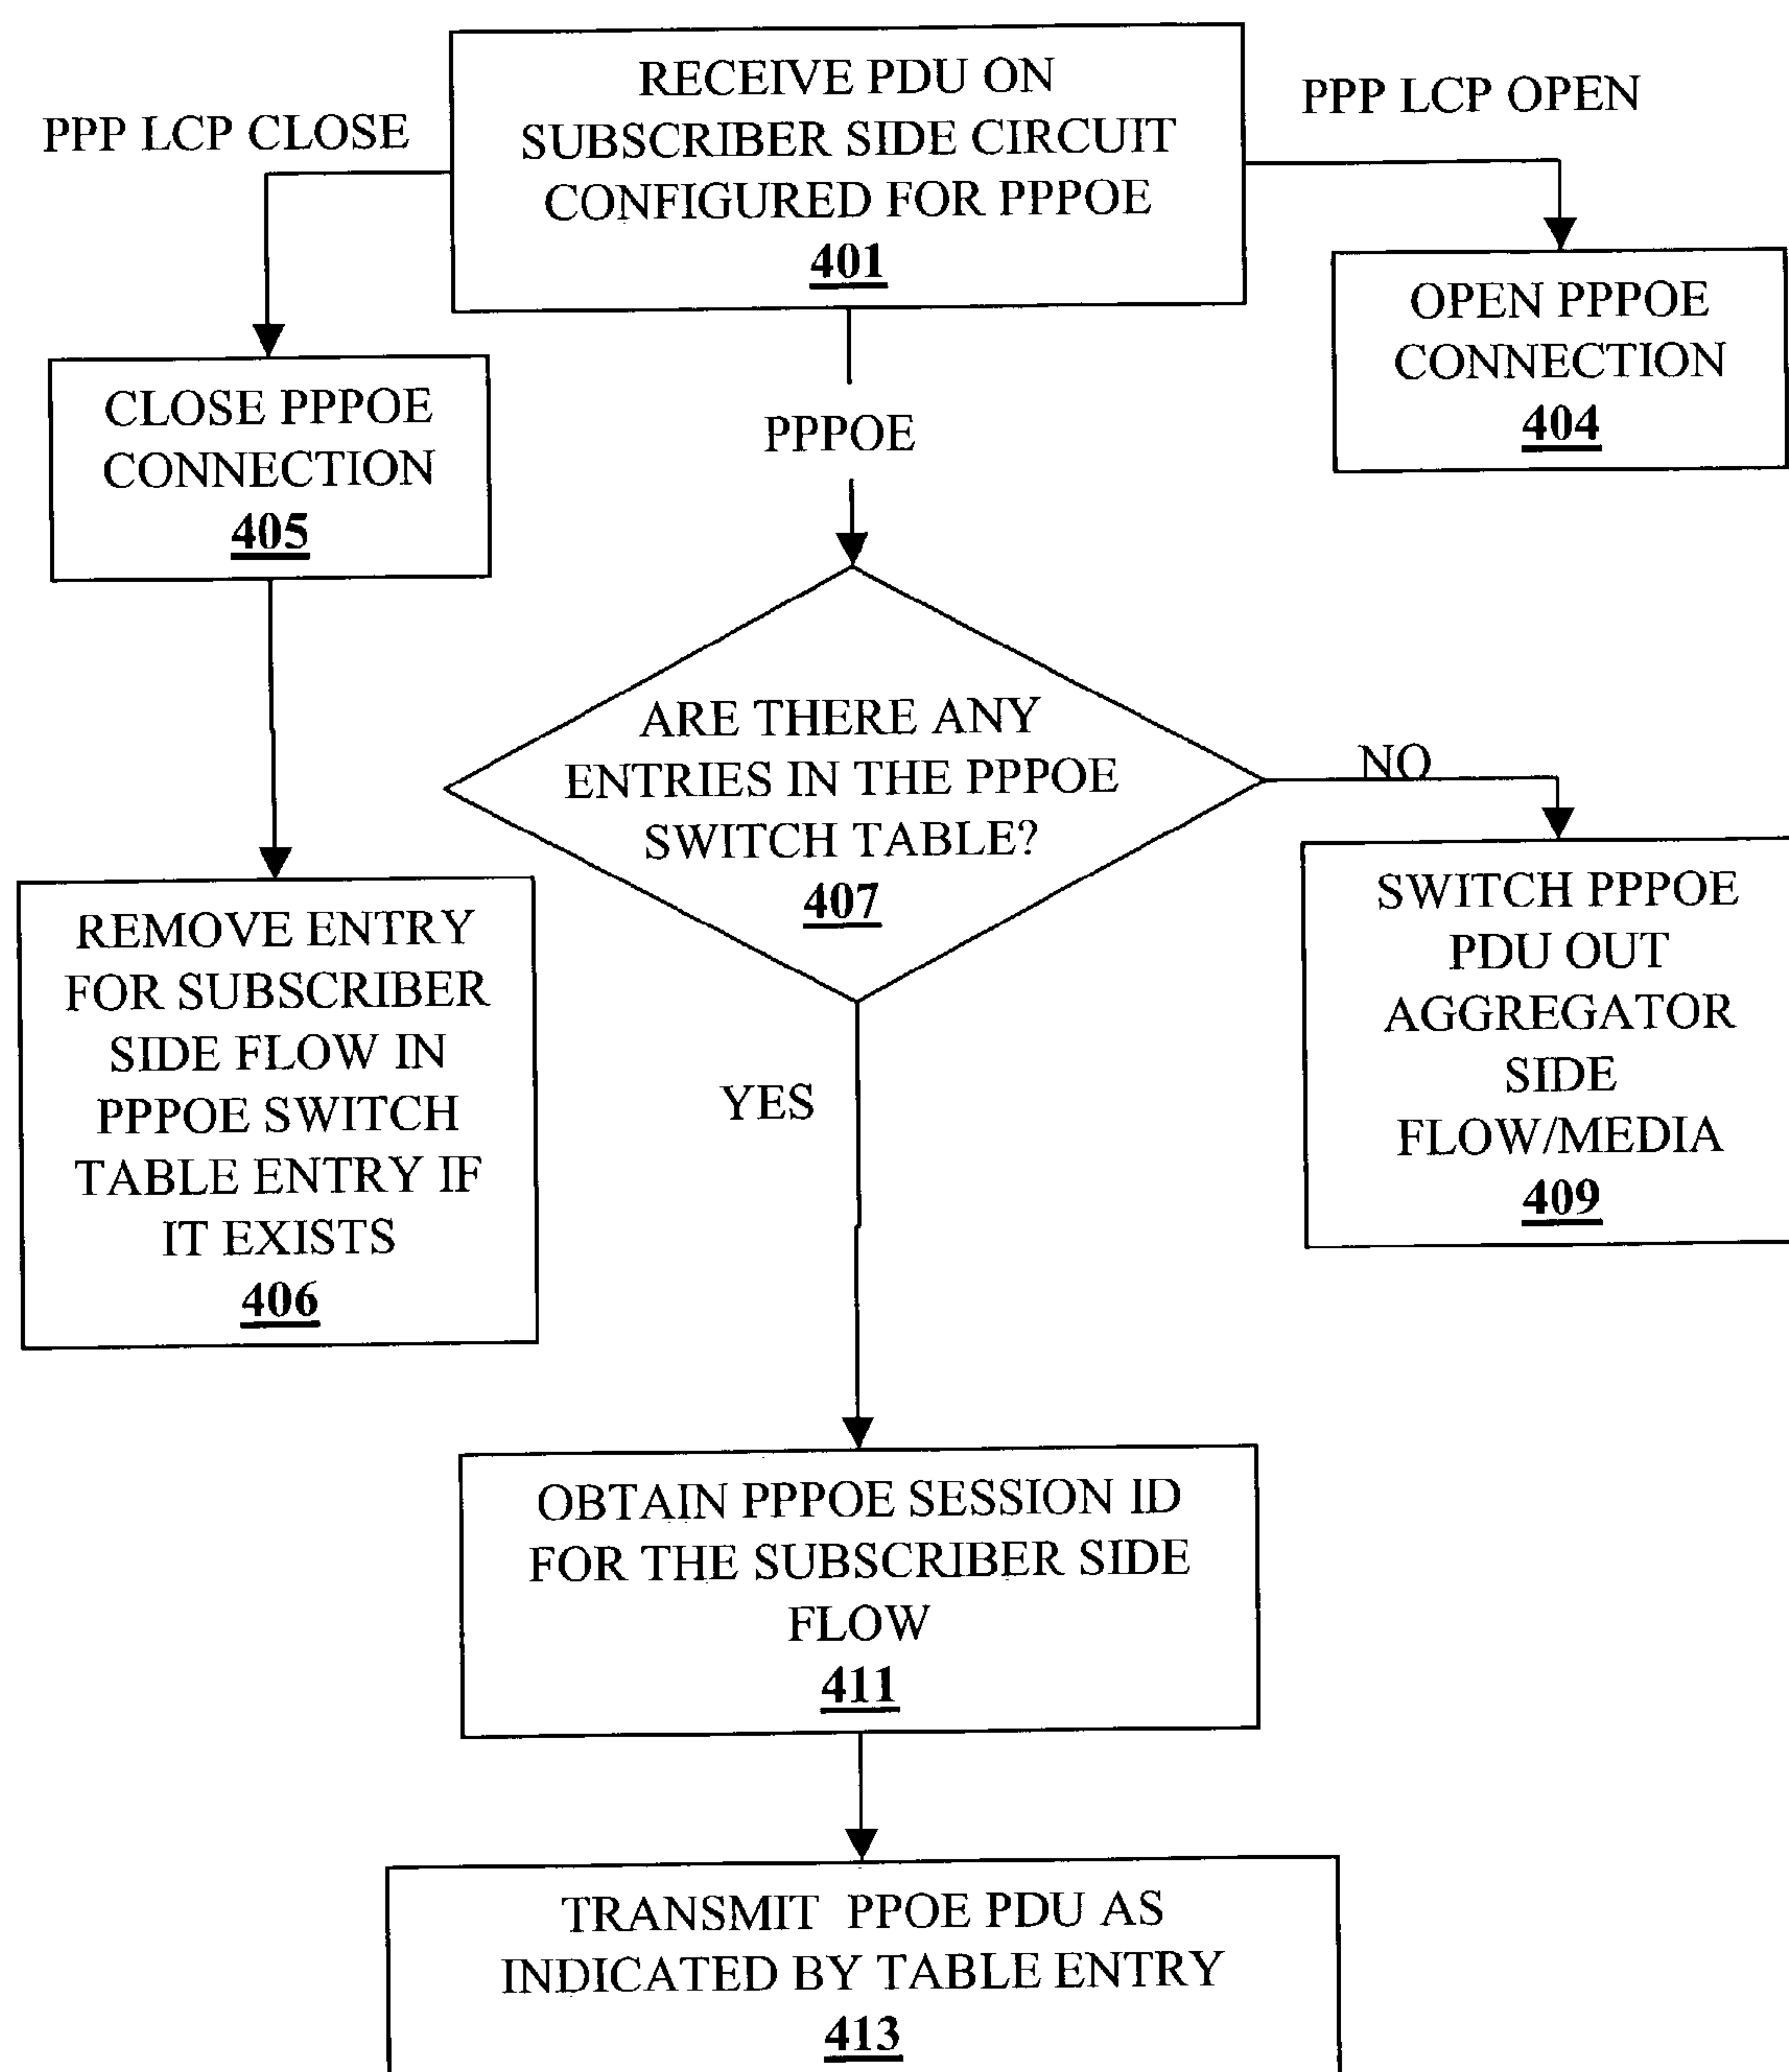 RECEIVE PDU ON
SUBSCRIBER SIDE CIRCUIT
CONFIGURED FOR PPPOE
401
PPP LCP CLOSE
PPP LCP OPEN
OPEN PPPOE
CONNECTION
404
CLOSE PPPOE
CONNECTION
405
PPPOE
ARE THERE ANY
ENTRIES IN THE PPPOE
SWITCH TABLE?
407
NO
YES
REMOVE ENTRY
FOR SUBSCRIBER
SIDE FLOW IN
PPPOE SWITCH
TABLE ENTRY IF
IT EXISTS
406
SWITCH PPPOE
PDU OUT
AGGREGATOR
SIDE
FLOW/MEDIA
409
OBTAIN PPPOE SESSION ID
FOR THE SUBSCRIBER SIDE
FLOW
411
TRANSMIT PPOE PDU AS
INDICATED BY TABLE ENTRY
413